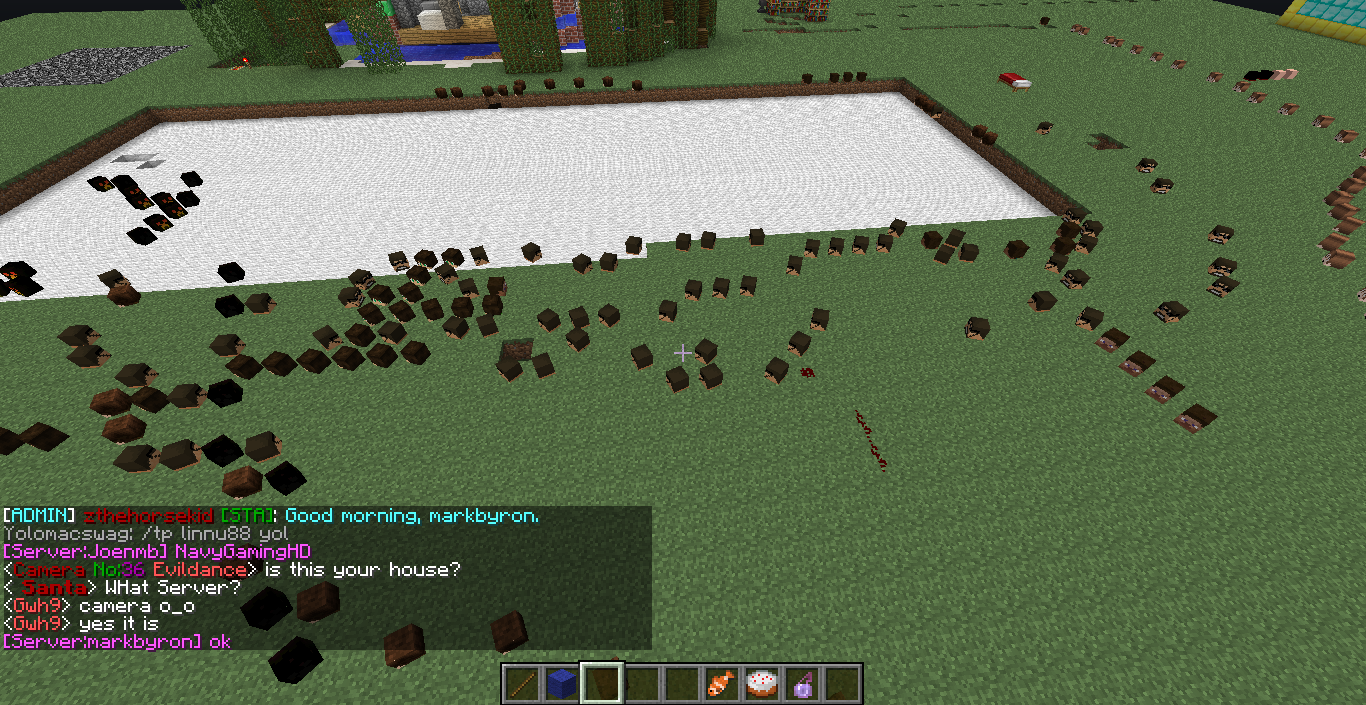 [ADMIN] zthehorsekid [STA]: Good morning, markbyron.
Yolomacswag: /tp linnu88 yol
[Server:Joenmb] NavyGamingHD
<Camera No:36 Evildance> is this your house?
< Santa> WHat Server?
<Gwh9> camera o_o
<Gwh9> yes it is
[Server:markbyron] ok